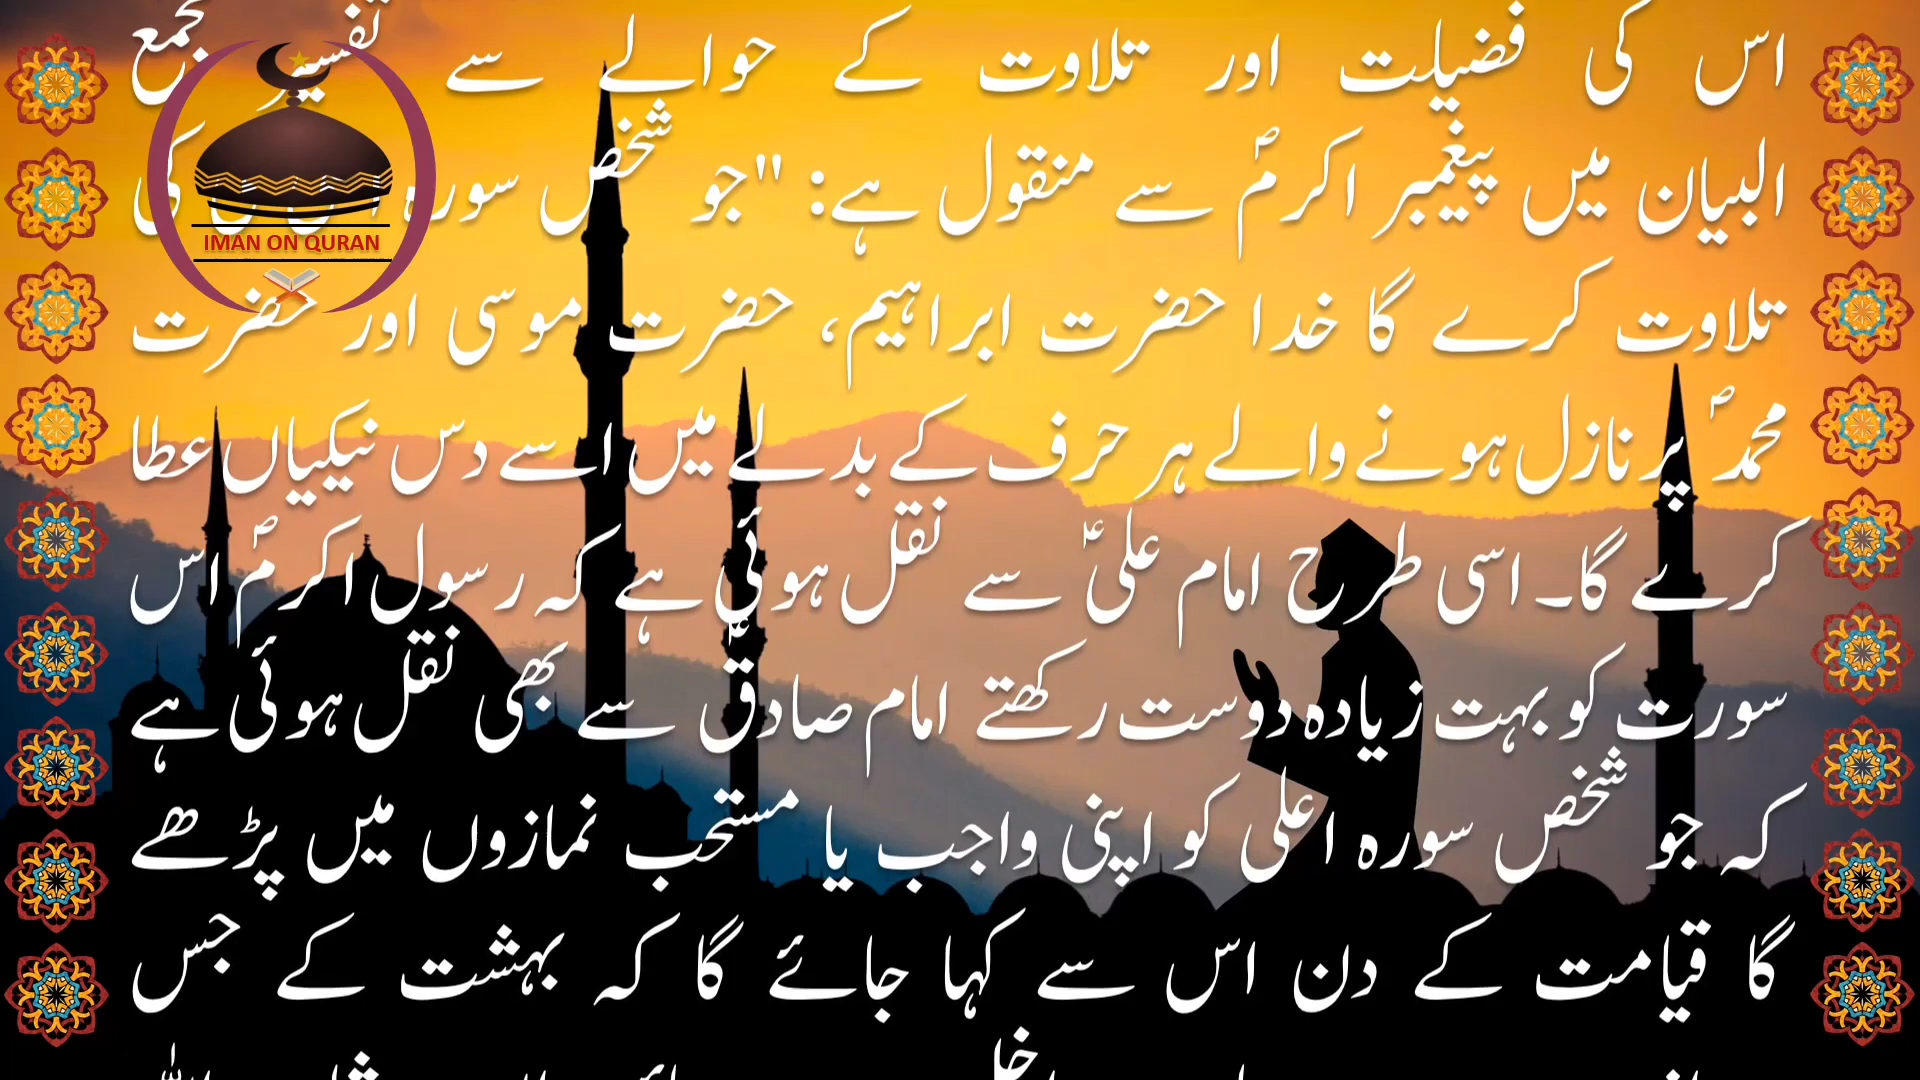 اس کی فضیلت اور تلاوت کے حوالے سے تفسیر مجمع
البیان میں پیغمبر اکرمؐ سے منقول ہے: "جو شخص سورہ کی
تلاوت کرے گا خدا حضرت ابراہیم، حضرت موسی اور حضرت
محمدؐ پر نازل ہونے والے ہر حرف کے بدلے میں اسے دس نیکیاں عطا
کرے گا۔ اسی طرح امام علیؑ سے نقل ہوئی ہے کہ رسول اکرمؐ اس
سورت کو بہت زیادہ دوست رکھتے امام صادقؑ سے بھی نقل ہوئی ہے
کہ جو شخص سورہ اعلی کو اپنی واجب یا مستحب نمازوں میں پڑھے
گا قیامت کے دن اس سے کہا جائے گا کہ بہشت کے جس
IMAN ON QURAN